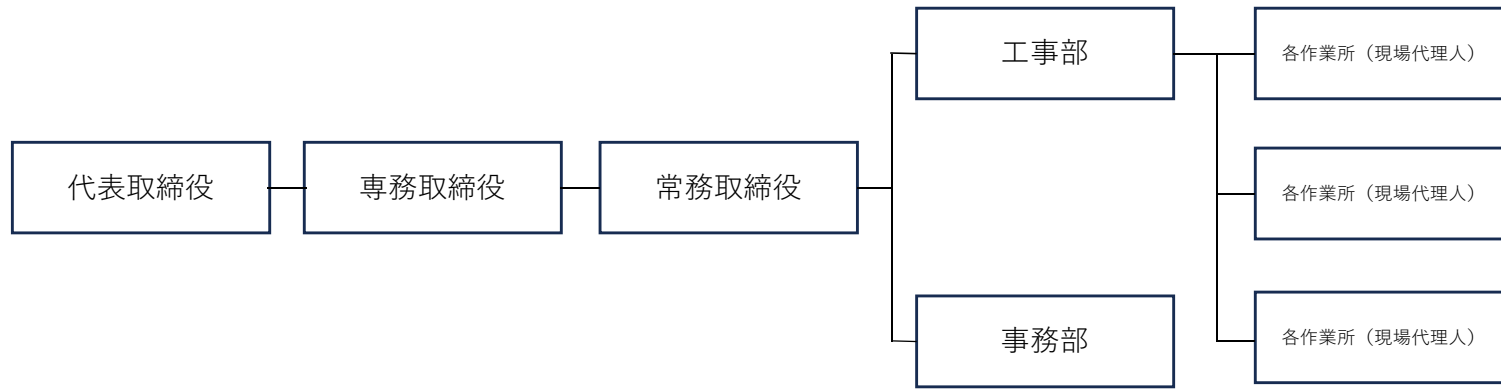 代表取締役
専務取締役
常務取締役
工事部
事務部
各作業所（現場代理人）
各作業所（現場代理人）
各作業所（現場代理人）